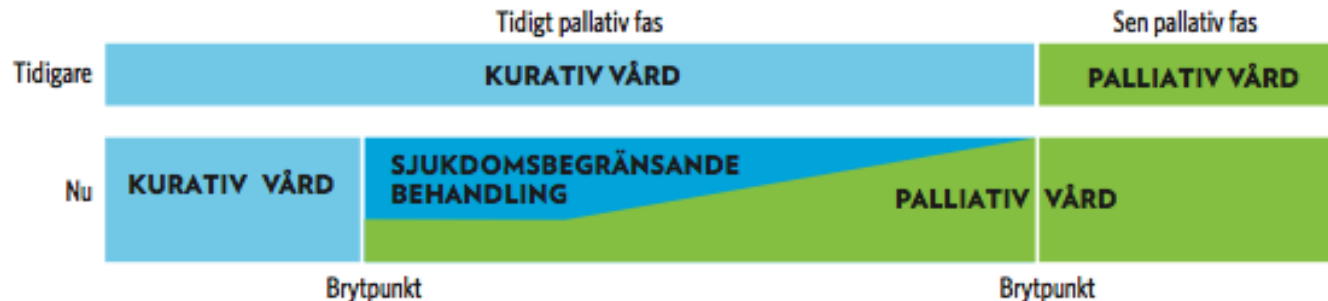 Tidigt pallativ fas
Sen pallativ fas
Tidigare
KURATIV VÅRD
PALLIATIV VÅRD
Nu
KURATIV VÅRD
SJUKDOMSBEGRÄNSANDE
BEHANDLING
PALLIATIV VÅRD
Brytpunkt
Brytpunkt